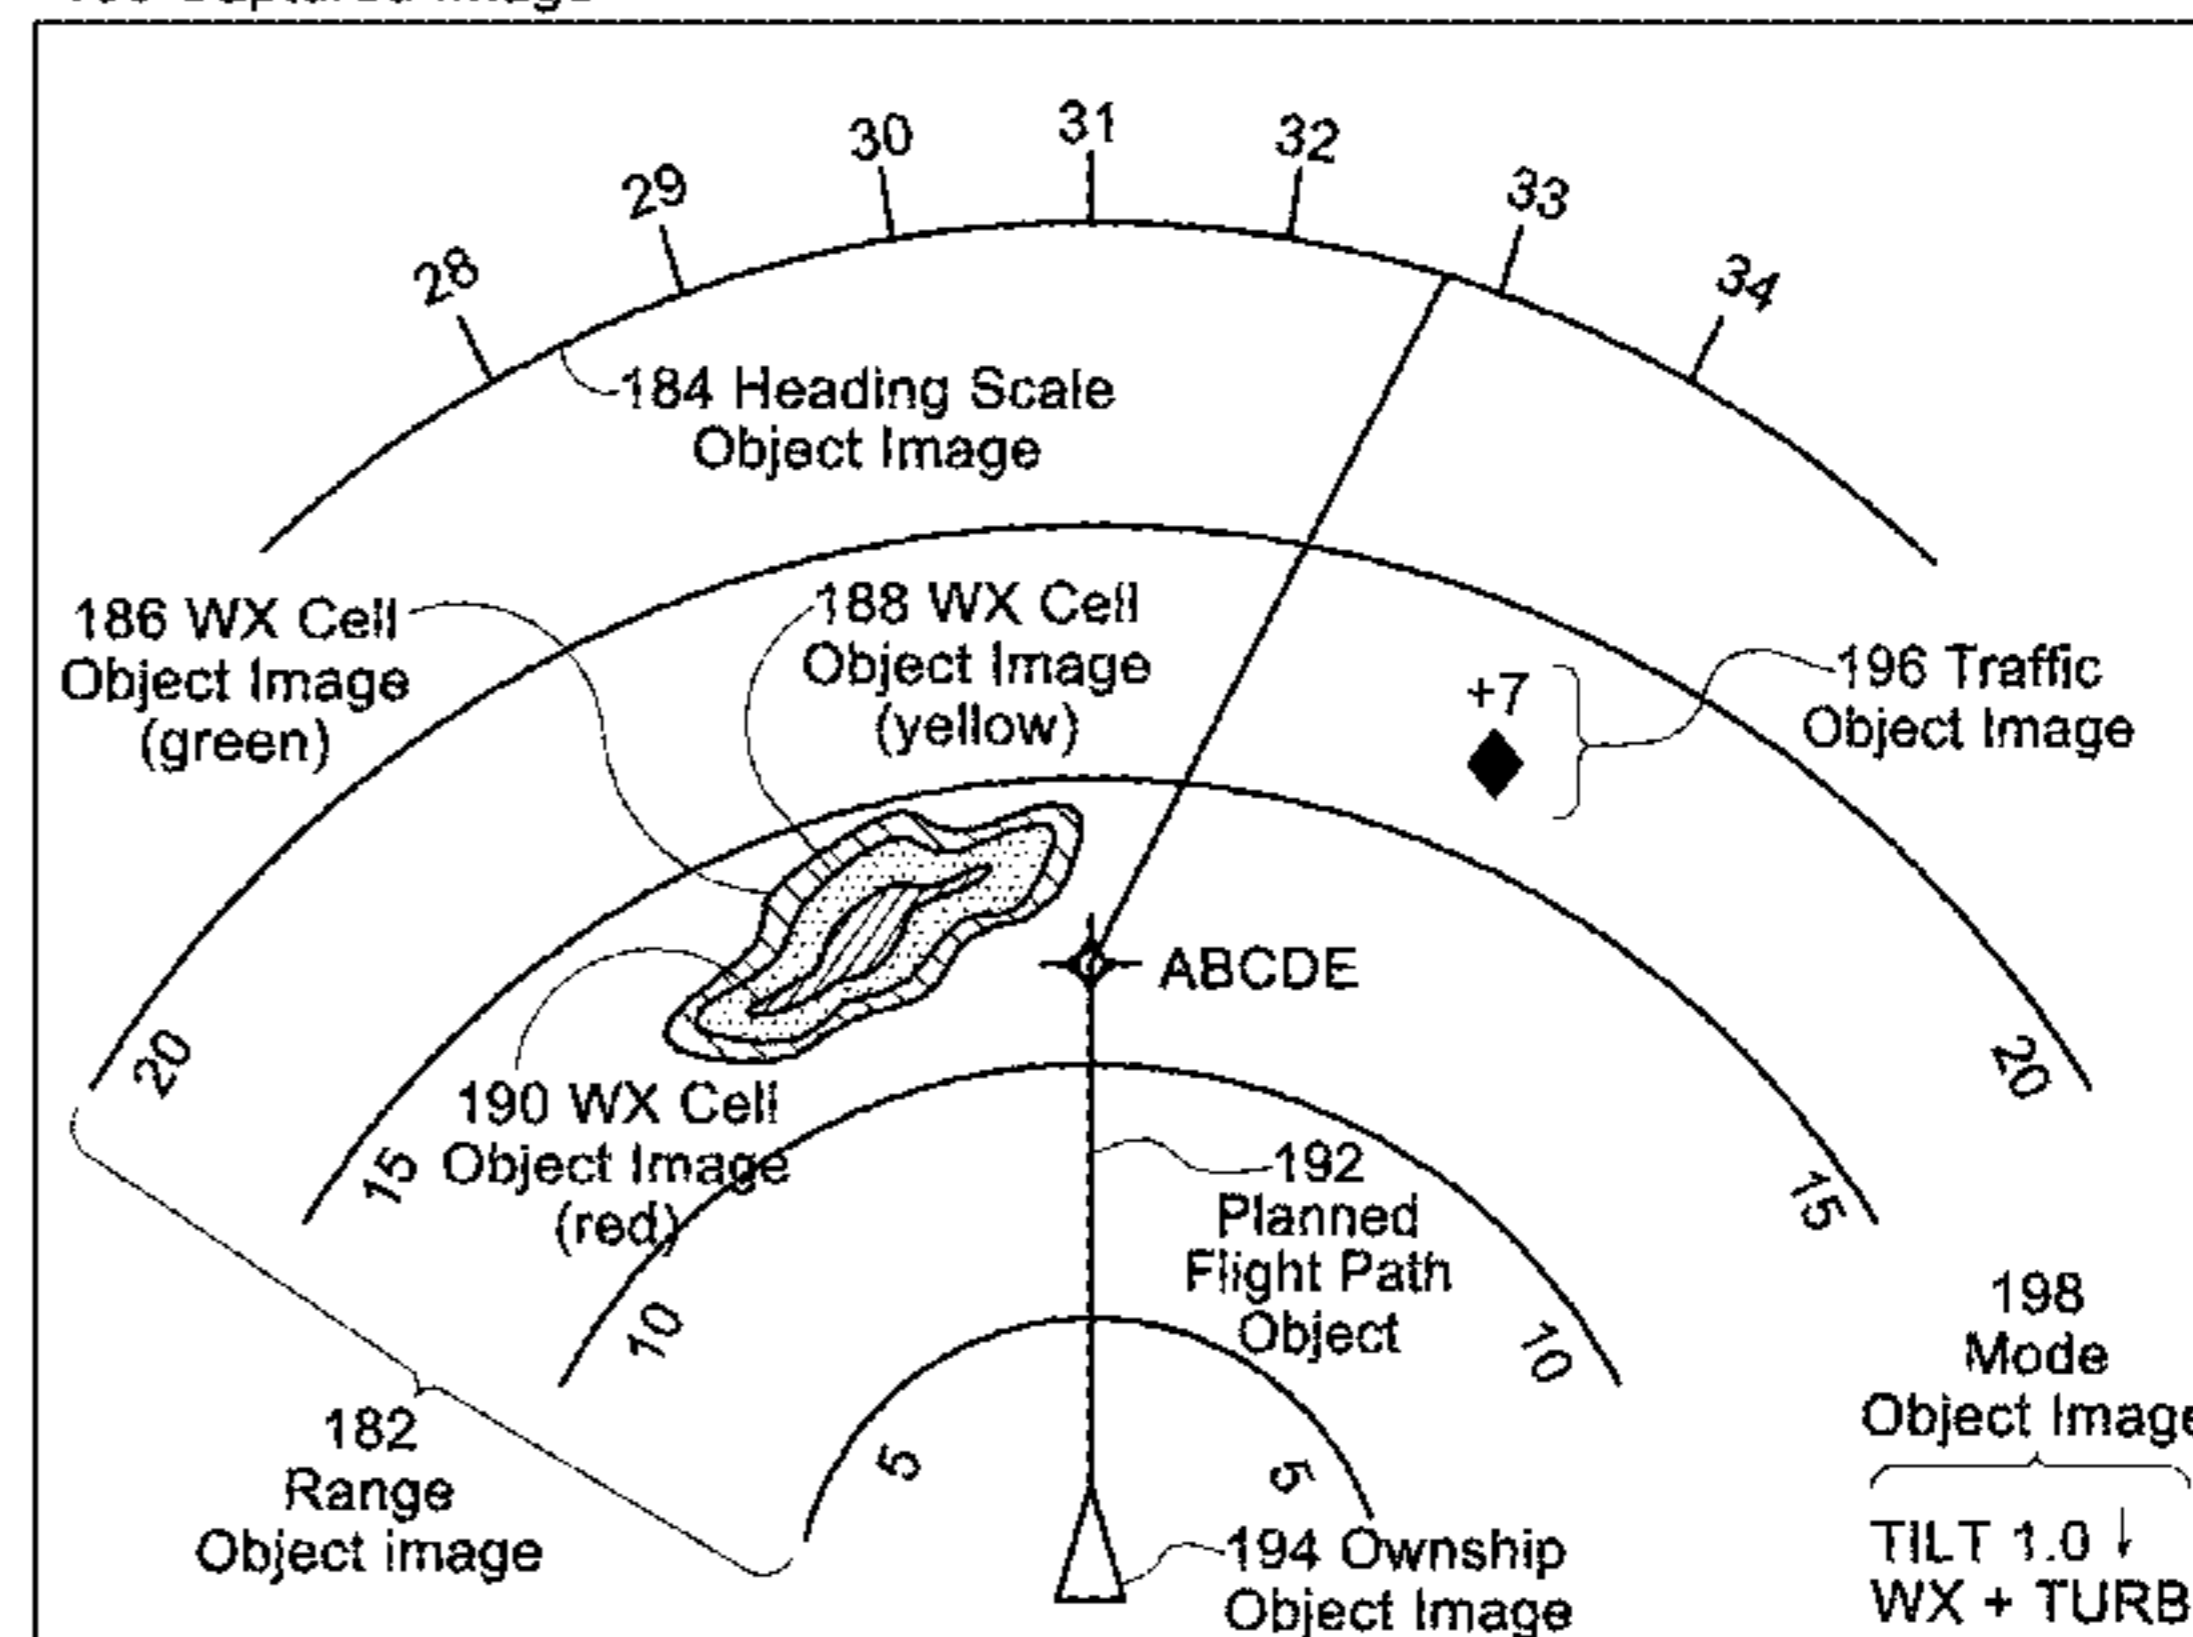 31
30
32
29
33
28
34
184 Heading Scale
Object Image
186 WX Cell
Object Image
(green)
188 WX Cell
Object Image
(yellow)
+7
196 Traffic
Object Image
ABCDE
20
20
190 WX Cell
Object Image
(red)
15
15
192
Planned
Flight Path
Object
10
10
198
Mode
Object Image
182
Range
Object image
5
5
TILT 1.0 ↓
WX + TURB
194 Ownship
Object Image